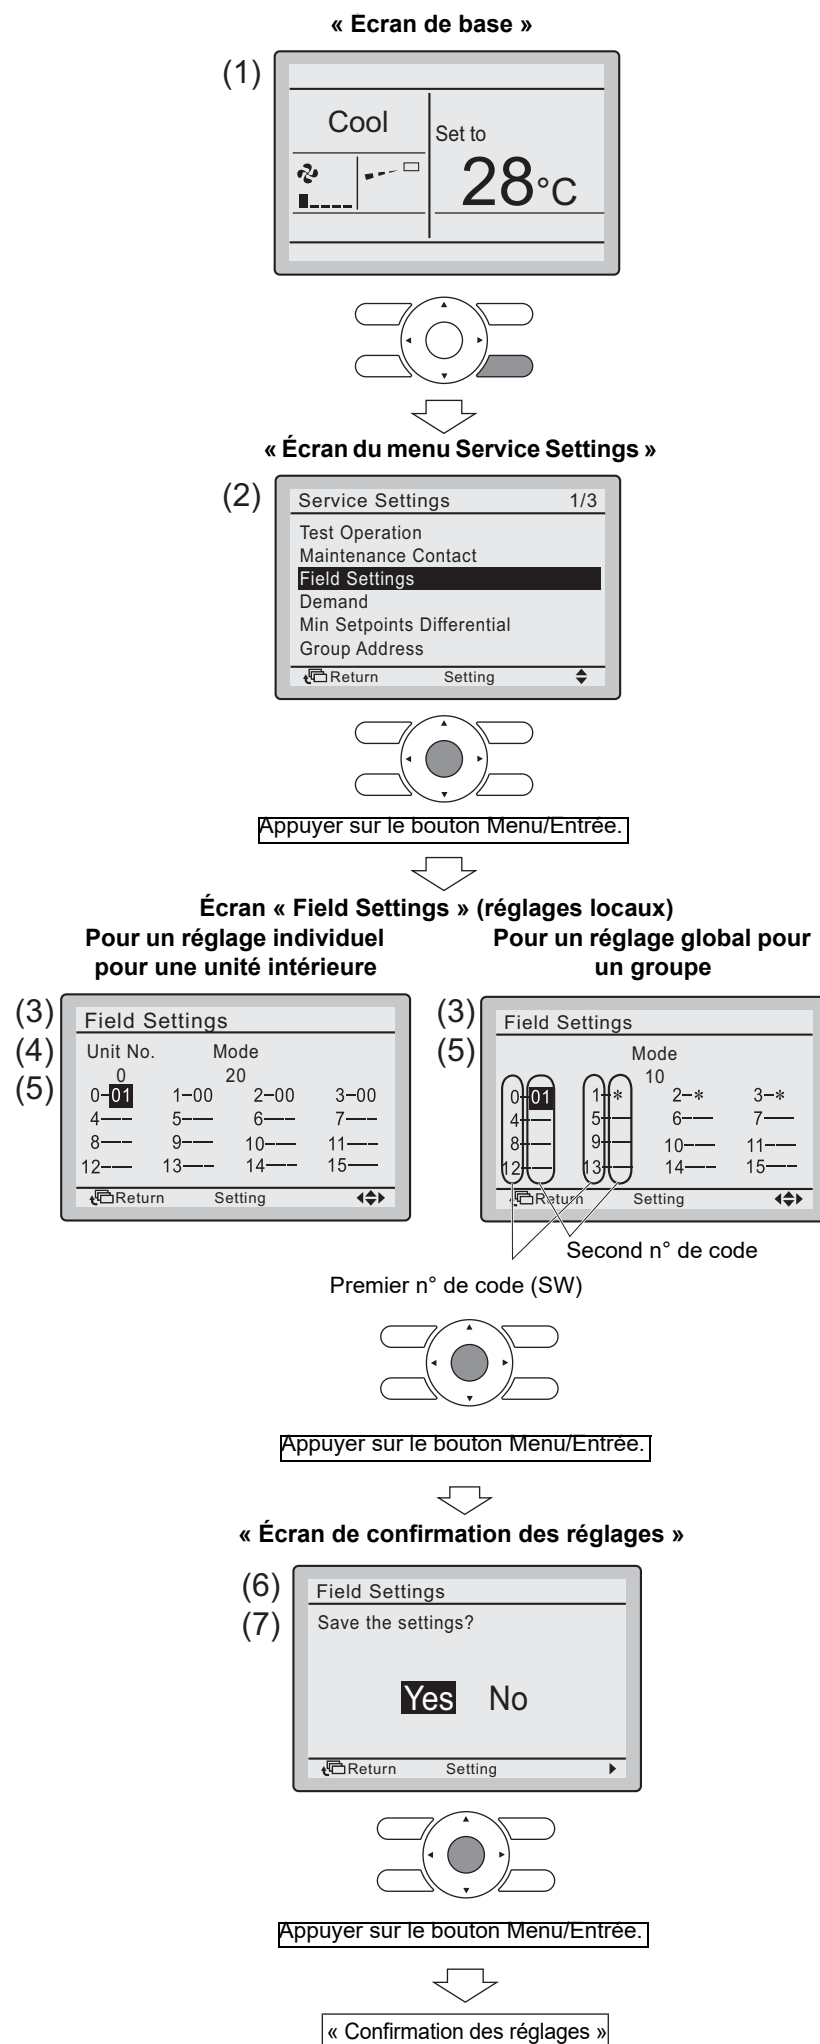 « Écran de base »
(1)
Cool
Set to
28°C
« Écran du menu Service Settings »
(2)
Service Settings 1/3
Test Operation
Maintenance Contact
Field Settings
Demand
Min Setpoints Differential
Group Address
Return Setting
Appuyer sur le bouton Menu/Entrée.
Écran « Field Settings » (réglages locaux)
Pour un réglage individuel
pour une unité intérieure
(3)
Field Settings
(4)
Unit No. Mode
0 20
(5)
0–01 1–00 2–00 3–00
4–—– 5–—– 6–—– 7–—–
8–—– 9–—– 10–—– 11–—–
12–—– 13–—– 14–—– 15–—–
Return Setting
Pour un réglage global pour
un groupe
(3)
Field Settings
(5)
Mode
10
0–01 1–* 2–* 3–*
4–—– 5–—– 6–—– 7–—–
8–—– 9–—– 10–—– 11–—–
12–—– 13–—– 14–—– 15–—–
Return Setting
Second n° de code
Premier n° de code (SW)
Appuyer sur le bouton Menu/Entrée.
« Écran de confirmation des réglages »
(6)
Field Settings
(7)
Save the settings?
Yes No
Return Setting
Appuyer sur le bouton Menu/Entrée.
« Confirmation des réglages »